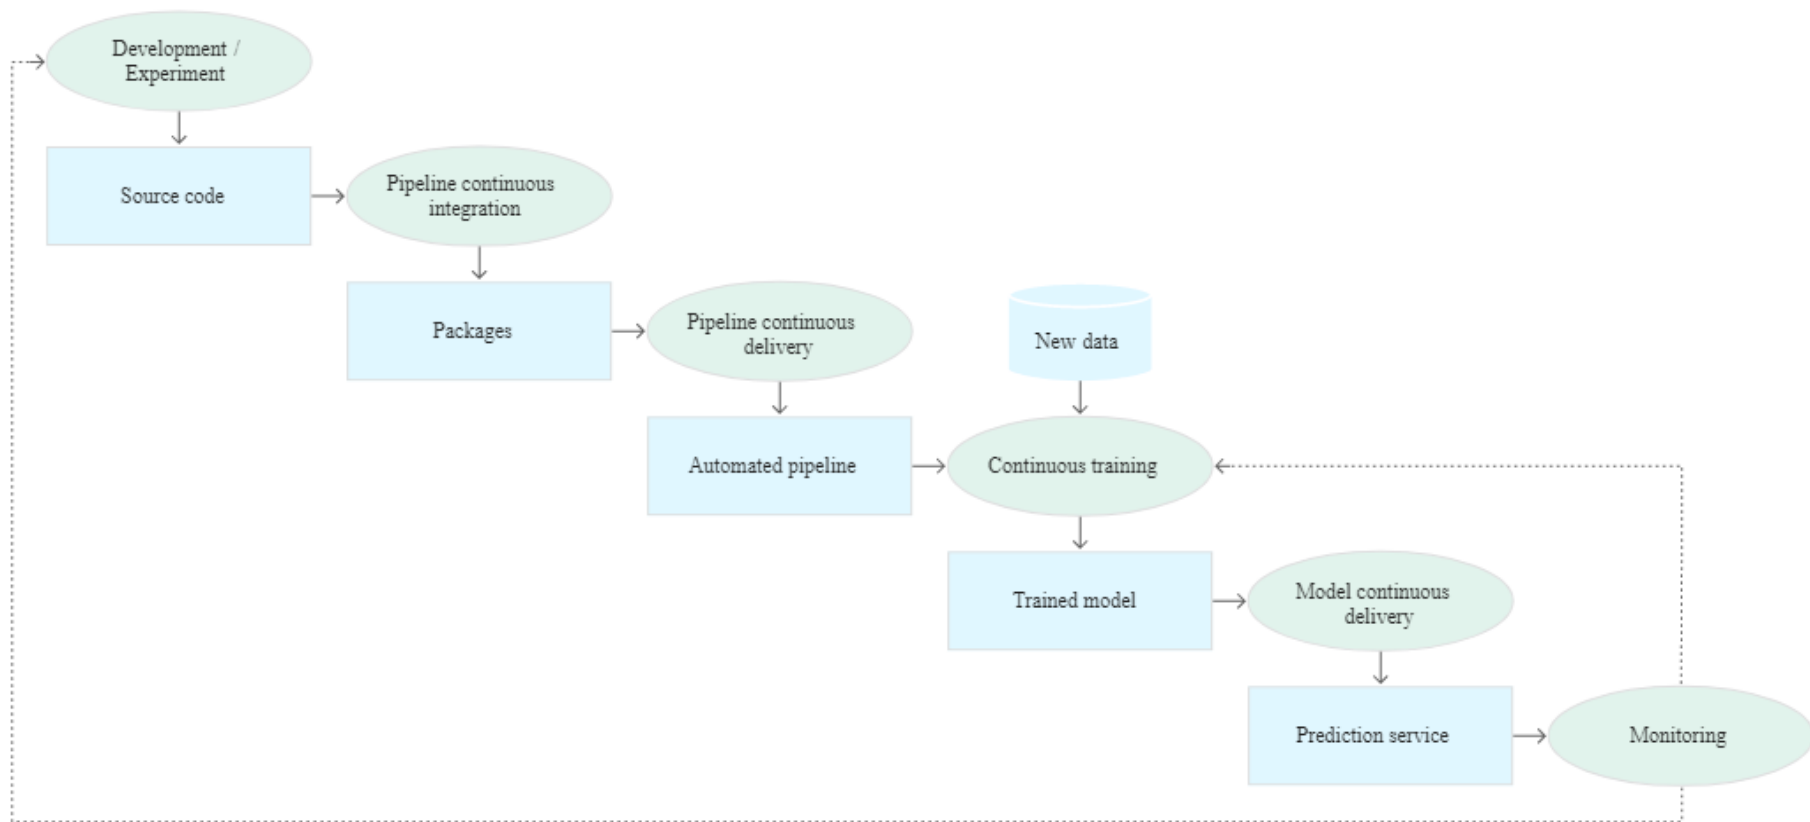 Development /
Experiment
Source code
Pipeline continuous
integration
Packages
Pipeline continuous
delivery
New data
Automated pipeline
Continuous training
Trained model
Model continuous
delivery
Prediction service
Monitoring